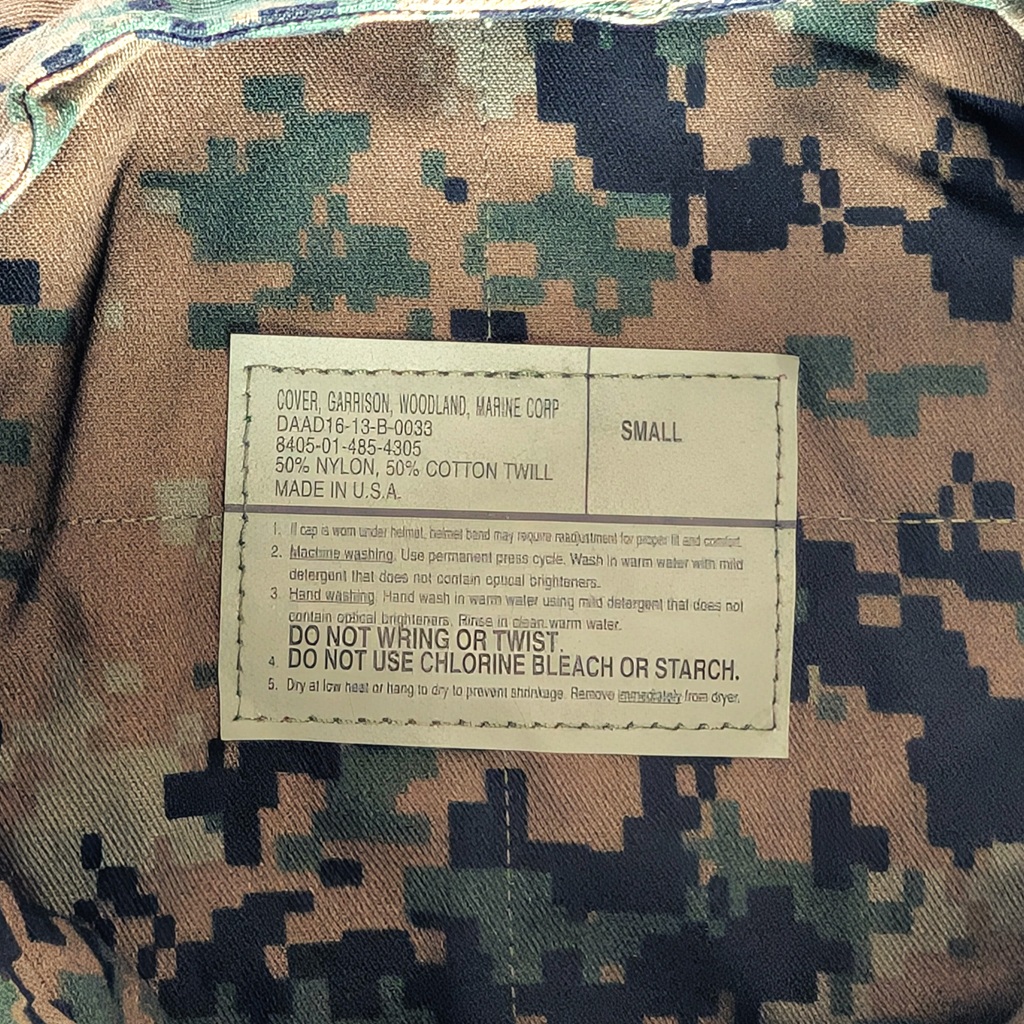 COVER, GARRISON, WOODLAND, MARINE CORP
DAAD16-13-B-0033
8405-01-485-4305
50% NYLON, 50% COTTON TWILL
MADE IN U.S.A.
SMALL
1. If cap is worn under helmet, helmet band may require readjustment for proper fit and comfort.
2. Machine washing. Use permanent press cycle. Wash in warm water with mild
detergent that does not contain optical brighteners.
3. Hand washing. Hand wash in warm water using mild detergent that does not
contain optical brighteners. Rinse in clean warm water.
DO NOT WRING OR TWIST.
4. DO NOT USE CHLORINE BLEACH OR STARCH.
5. Dry at low heat or hang to dry to prevent shrinkage. Remove immediately from dryer.